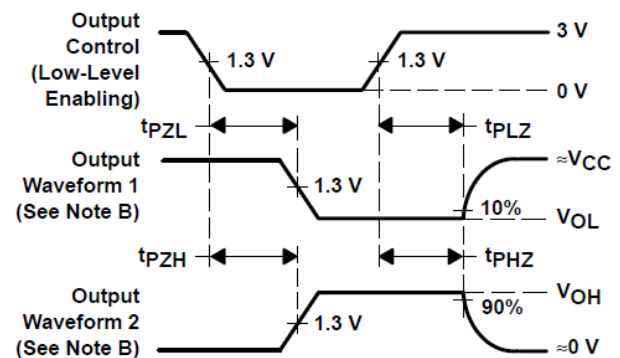 Output
Control
(Low-Level
Enabling)
1.3 V
1.3 V
3 V
0 V
tPZL
tPLZ
Output
Waveform 1
(See Note B)
1.3 V
≈VCC
10%
VOL
tPZH
tPHZ
Output
Waveform 2
(See Note B)
1.3 V
VOH
90%
≈0 V